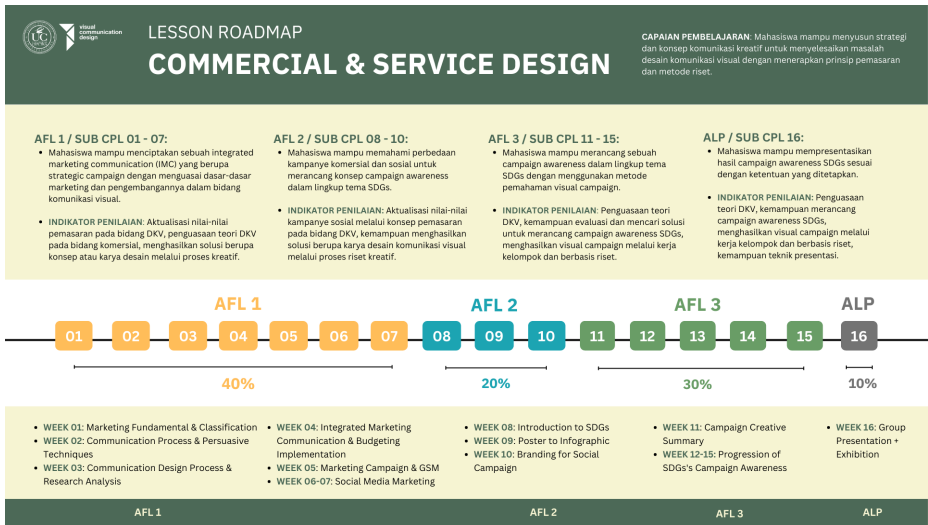 UC
visual
communication
design
LESSON ROADMAP
COMMERCIAL & SERVICE DESIGN
CAPAIAN PEMBELAJARAN: Mahasiswa mampu menyusun strategi
dan konsep komunikasi kreatif untuk menyelesaikan masalah
desain komunikasi visual dengan menerapkan prinsip pemasaran
dan metode riset.
AFL 1 / SUB CPL 01 - 07:
• Mahasiswa mampu menciptakan sebuah integrated
marketing communication (IMC) yang berupa
strategic campaign dengan menguasai dasar-dasar
marketing dan pengembangannya dalam bidang
komunikasi visual.
• INDIKATOR PENILAIAN: Aktualisasi nilai-nilai
pemasaran pada bidang DKV, penguasaan teori DKV
pada bidang komersial, menghasilkan solusi berupa
konsep atau karya desain melalui proses kreatif.
AFL 2 / SUB CPL 08 - 10:
• Mahasiswa mampu memahami perbedaan
kampanye komersial dan sosial untuk
merancang konsep campaign awareness
dalam lingkup tema SDGs.
• INDIKATOR PENILAIAN: Aktualisasi nilai-nilai
kampanye sosial melalui konsep pemasaran
pada bidang DKV, kemampuan menghasilkan
solusi berupa karya desain komunikasi visual
melalui proses riset kreatif.
AFL 3 / SUB CPL 11 - 15:
• Mahasiswa mampu merancang sebuah
campaign awareness dalam lingkup tema
SDGs dengan menggunakan metode
pemahaman visual campaign.
• INDIKATOR PENILAIAN: Penguasaan teori
DKV, kemampuan evaluasi dan mencari solusi
untuk merancang campaign awareness SDGs,
menghasilkan visual campaign melalui kerja
kelompok dan berbasis riset.
ALP / SUB CPL 16:
• Mahasiswa mampu mempresentasikan
hasil campaign awareness SDGs sesuai
dengan ketentuan yang ditetapkan.
• INDIKATOR PENILAIAN: Penguasaan
teori DKV, kemampuan merancang
campaign awareness SDGs,
menghasilkan visual campaign melalui
kerja kelompok dan berbasis riset,
kemampuan teknik presentasi.
AFL 1 AFL 2 AFL 3 ALP
01 02 03 04 05 06 07 08 09 10 11 12 13 14 15 16
40% 20% 30% 10%
• WEEK 01: Marketing Fundamental & Classification
• WEEK 02: Communication Process & Persuasive
Techniques
• WEEK 03: Communication Design Process &
Research Analysis
• WEEK 04: Integrated Marketing
Communication & Budgeting
Implementation
• WEEK 05: Marketing Campaign & GSM
• WEEK 06-07: Social Media Marketing
• WEEK 08: Introduction to SDGs
• WEEK 09: Poster to Infographic
• WEEK 10: Branding for Social
Campaign
• WEEK 11: Campaign Creative
Summary
• WEEK 12-15: Progression of
SDGs's Campaign Awareness
• WEEK 16: Group
Presentation +
Exhibition
AFL 1 AFL 2 AFL 3 ALP